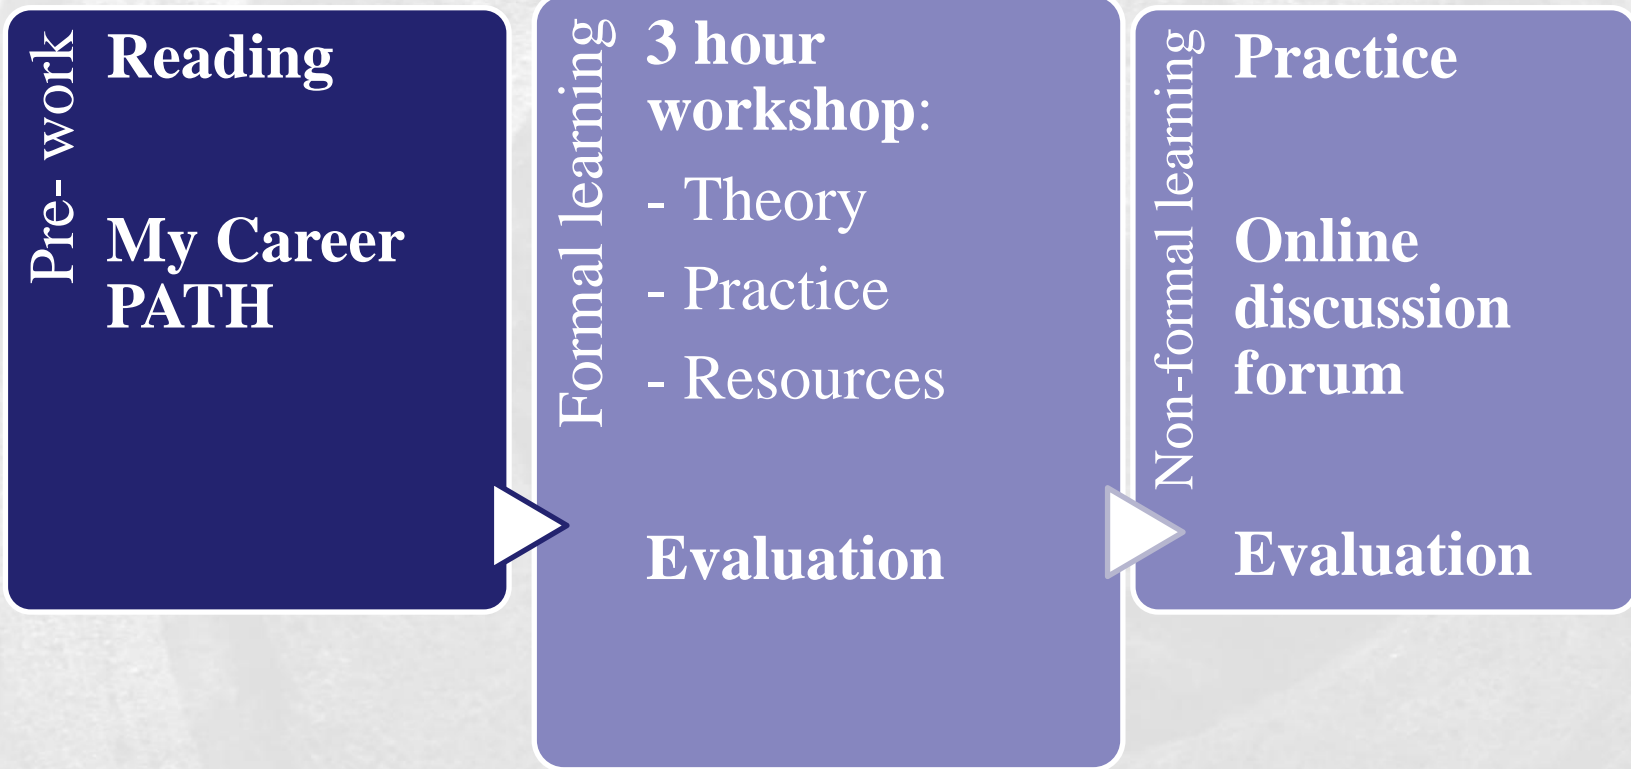 Pre- work
Reading
My Career
PATH
Formal learning
3 hour
workshop:
- Theory
- Practice
- Resources
Evaluation
Non-formal learning
Practice
Online
discussion
forum
Evaluation